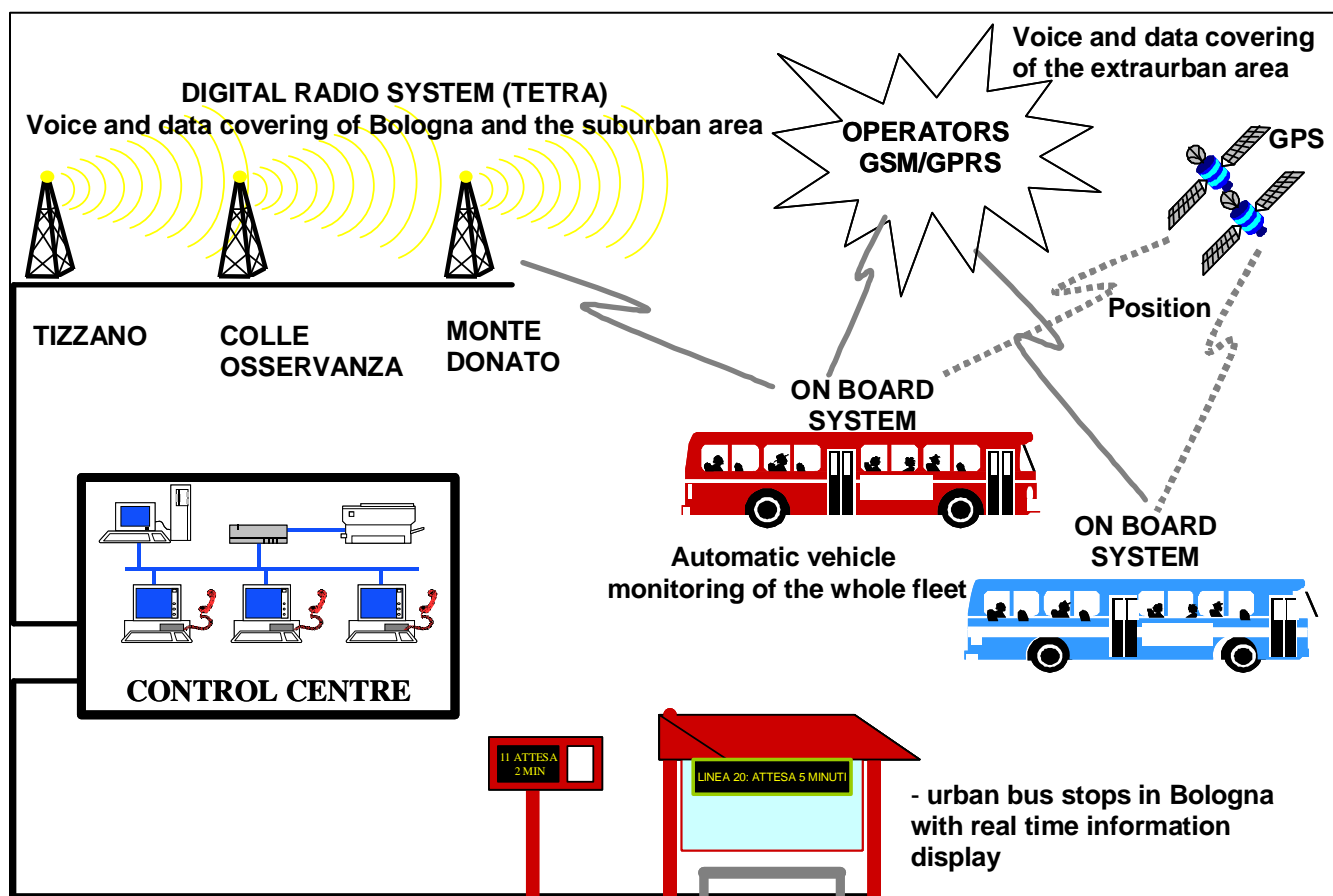 Voice and data covering
of the extraurban area
DIGITAL RADIO SYSTEM (TETRA)
Voice and data covering of Bologna and the suburban area
OPERATORS
GSM/GPRS
GPS
Position
TIZZANO
COLLE
OSSERVANZA
MONTE
DONATO
ON BOARD
SYSTEM
ON BOARD
SYSTEM
Automatic vehicle
monitoring of the whole fleet
CONTROL CENTRE
11 ATTESA
2 MIN
LINEA 20: ATTESA 5 MINUTI
- urban bus stops in Bologna
with real time information
display